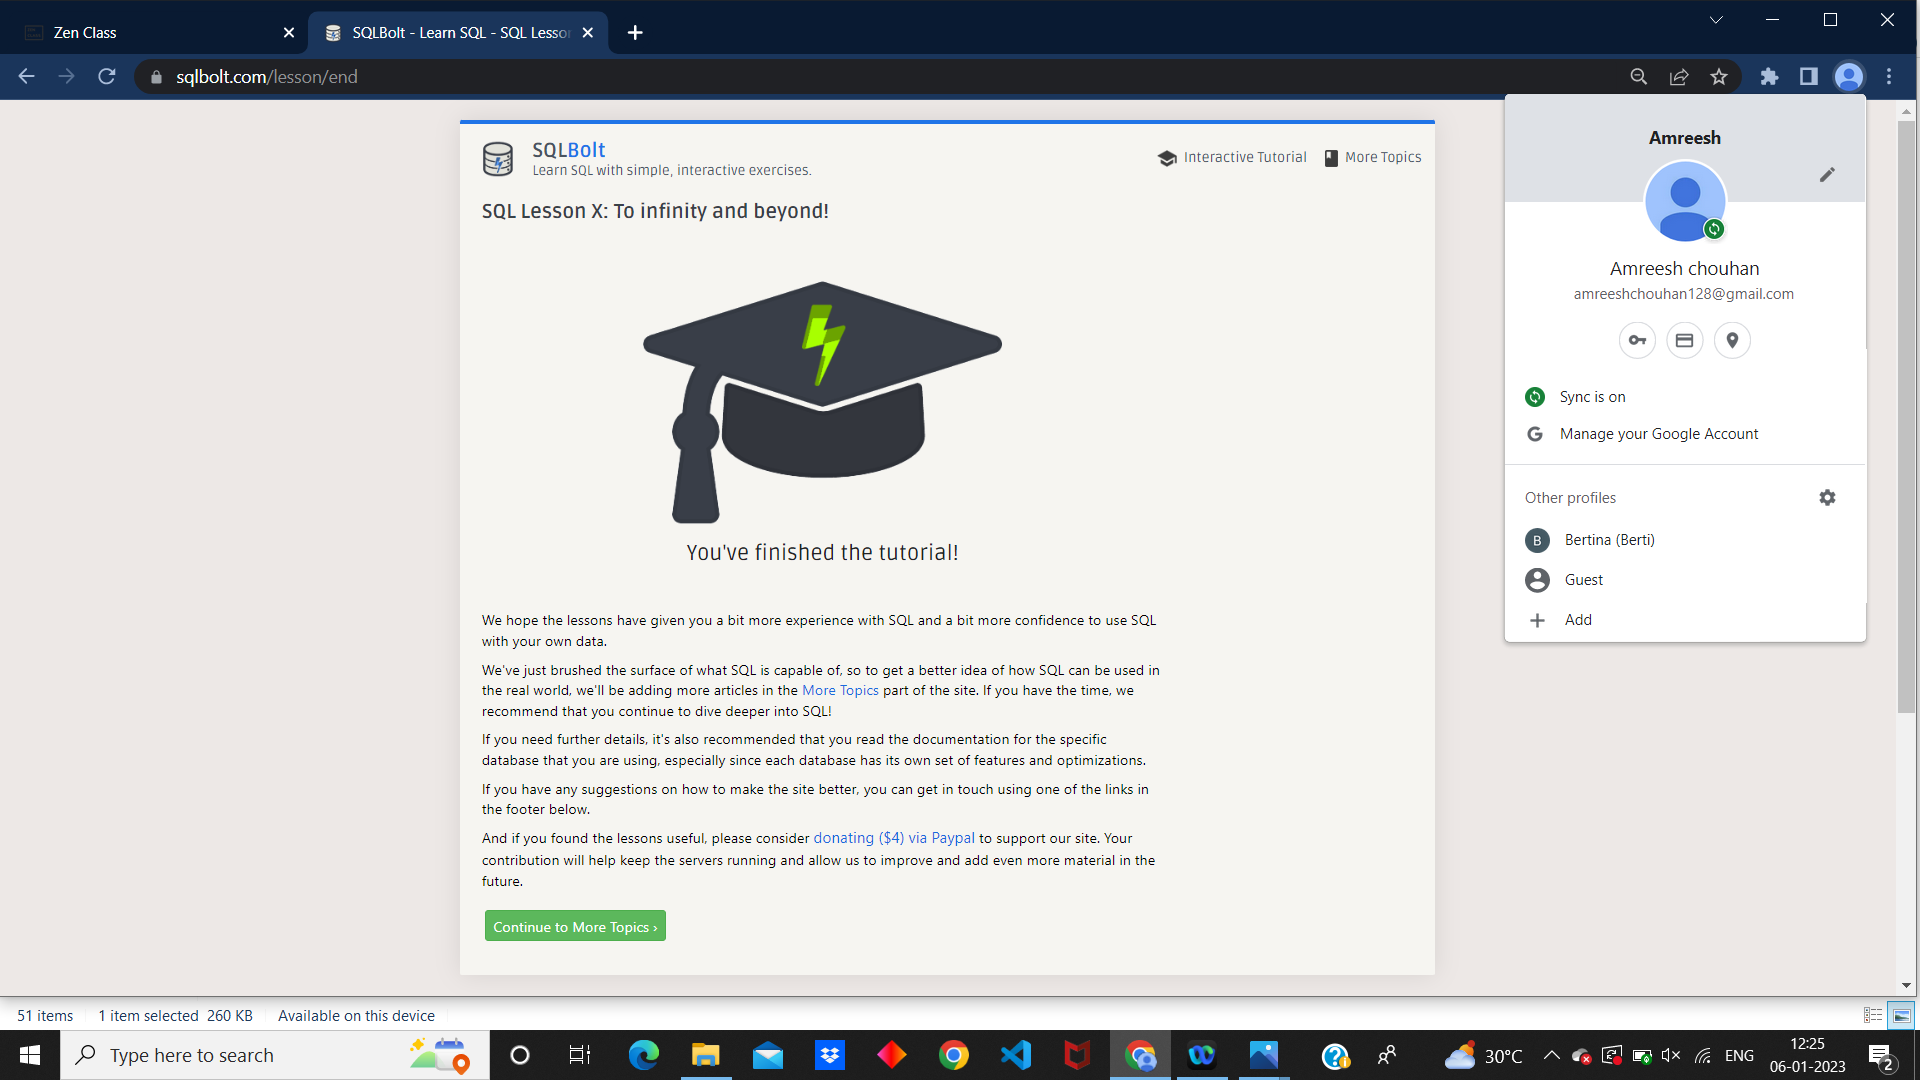 Zen Class
SQLBolt - Learn SQL - SQL Lesson
sqlbolt.com/lesson/end
SQLBolt
Learn SQL with simple, interactive exercises.
Interactive Tutorial
More Topics
SQL Lesson X: To infinity and beyond!
You've finished the tutorial!
We hope the lessons have given you a bit more experience with SQL and a bit more confidence to use SQL
with your own data.
We've just brushed the surface of what SQL is capable of, so to get a better idea of how SQL can be used in
the real world, we'll be adding more articles in the More Topics part of the site. If you have the time, we
recommend that you continue to dive deeper into SQL!
If you need further details, it's also recommended that you read the documentation for the specific
database that you are using, especially since each database has its own set of features and optimizations.
If you have any suggestions on how to make the site better, you can get in touch using one of the links in
the footer below.
And if you found the lessons useful, please consider donating ($4) via Paypal to support our site. Your
contribution will help keep the servers running and allow us to improve and add even more material in the
future.
Continue to More Topics ›
Amreesh
Amreesh chouhan
amreeshchouhan128@gmail.com
Sync is on
G Manage your Google Account
Other profiles
B Bertina (Berti)
Guest
Add
51 items 1 item selected 260 KB Available on this device
Type here to search
30°C
ENG
12:25
06-01-2023
2